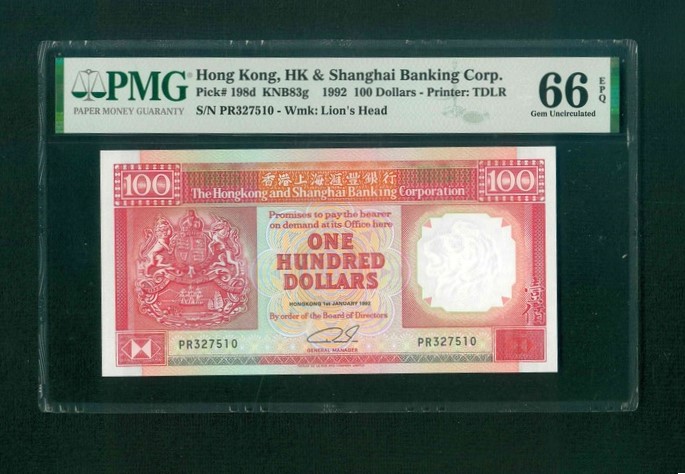 PMG
PAPER MONEY GUARANTY
Hong Kong, HK & Shanghai Banking Corp.
Pick# 198d KNB83g 1992 100 Dollars - Printer: TDLR
S/N PR327510 - Wmk: Lion's Head
66 EPQ
Gem Uncirculated
100
香港上海滙豐銀行
100
The Hongkong and Shanghai Banking Corporation
Promises to pay the bearer
on demand at its Office here
ONE
HUNDRED
DOLLARS
HONGKONG 1st JANUARY 1992
By order of the Board of Directors
PR327510
PR327510
GENERAL MANAGER